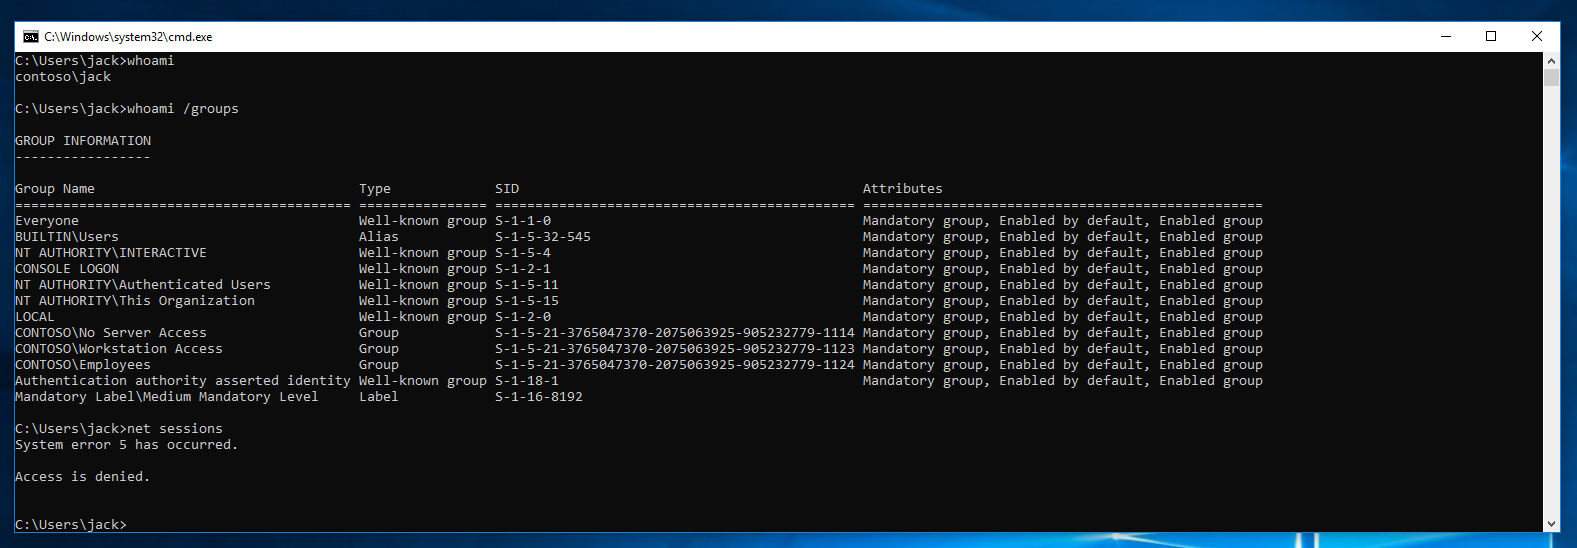 C:\Windows\system32\cmd.exe
C:\Users\jack>whoami
contoso\jack
C:\Users\jack>whoami /groups
GROUP INFORMATION
-----------------
Group Name                                 Type             SID                                           Attributes
========================================== ================ ============================================= ==================================================
Everyone                                   Well-known group S-1-1-0                                       Mandatory group, Enabled by default, Enabled group
BUILTIN\Users                              Alias            S-1-5-32-545                                  Mandatory group, Enabled by default, Enabled group
NT AUTHORITY\INTERACTIVE                   Well-known group S-1-5-4                                       Mandatory group, Enabled by default, Enabled group
CONSOLE LOGON                              Well-known group S-1-2-1                                       Mandatory group, Enabled by default, Enabled group
NT AUTHORITY\Authenticated Users           Well-known group S-1-5-11                                      Mandatory group, Enabled by default, Enabled group
NT AUTHORITY\This Organization             Well-known group S-1-5-15                                      Mandatory group, Enabled by default, Enabled group
LOCAL                                      Well-known group S-1-2-0                                       Mandatory group, Enabled by default, Enabled group
CONTOSO\No Server Access                   Group            S-1-5-21-3765047370-2075063925-905232779-1114 Mandatory group, Enabled by default, Enabled group
CONTOSO\Workstation Access                 Group            S-1-5-21-3765047370-2075063925-905232779-1123 Mandatory group, Enabled by default, Enabled group
CONTOSO\Employees                          Group            S-1-5-21-3765047370-2075063925-905232779-1124 Mandatory group, Enabled by default, Enabled group
Authentication authority asserted identity Well-known group S-1-18-1                                      Mandatory group, Enabled by default, Enabled group
Mandatory Label\Medium Mandatory Level     Label            S-1-16-8192
C:\Users\jack>net sessions
System error 5 has occurred.
Access is denied.
C:\Users\jack>